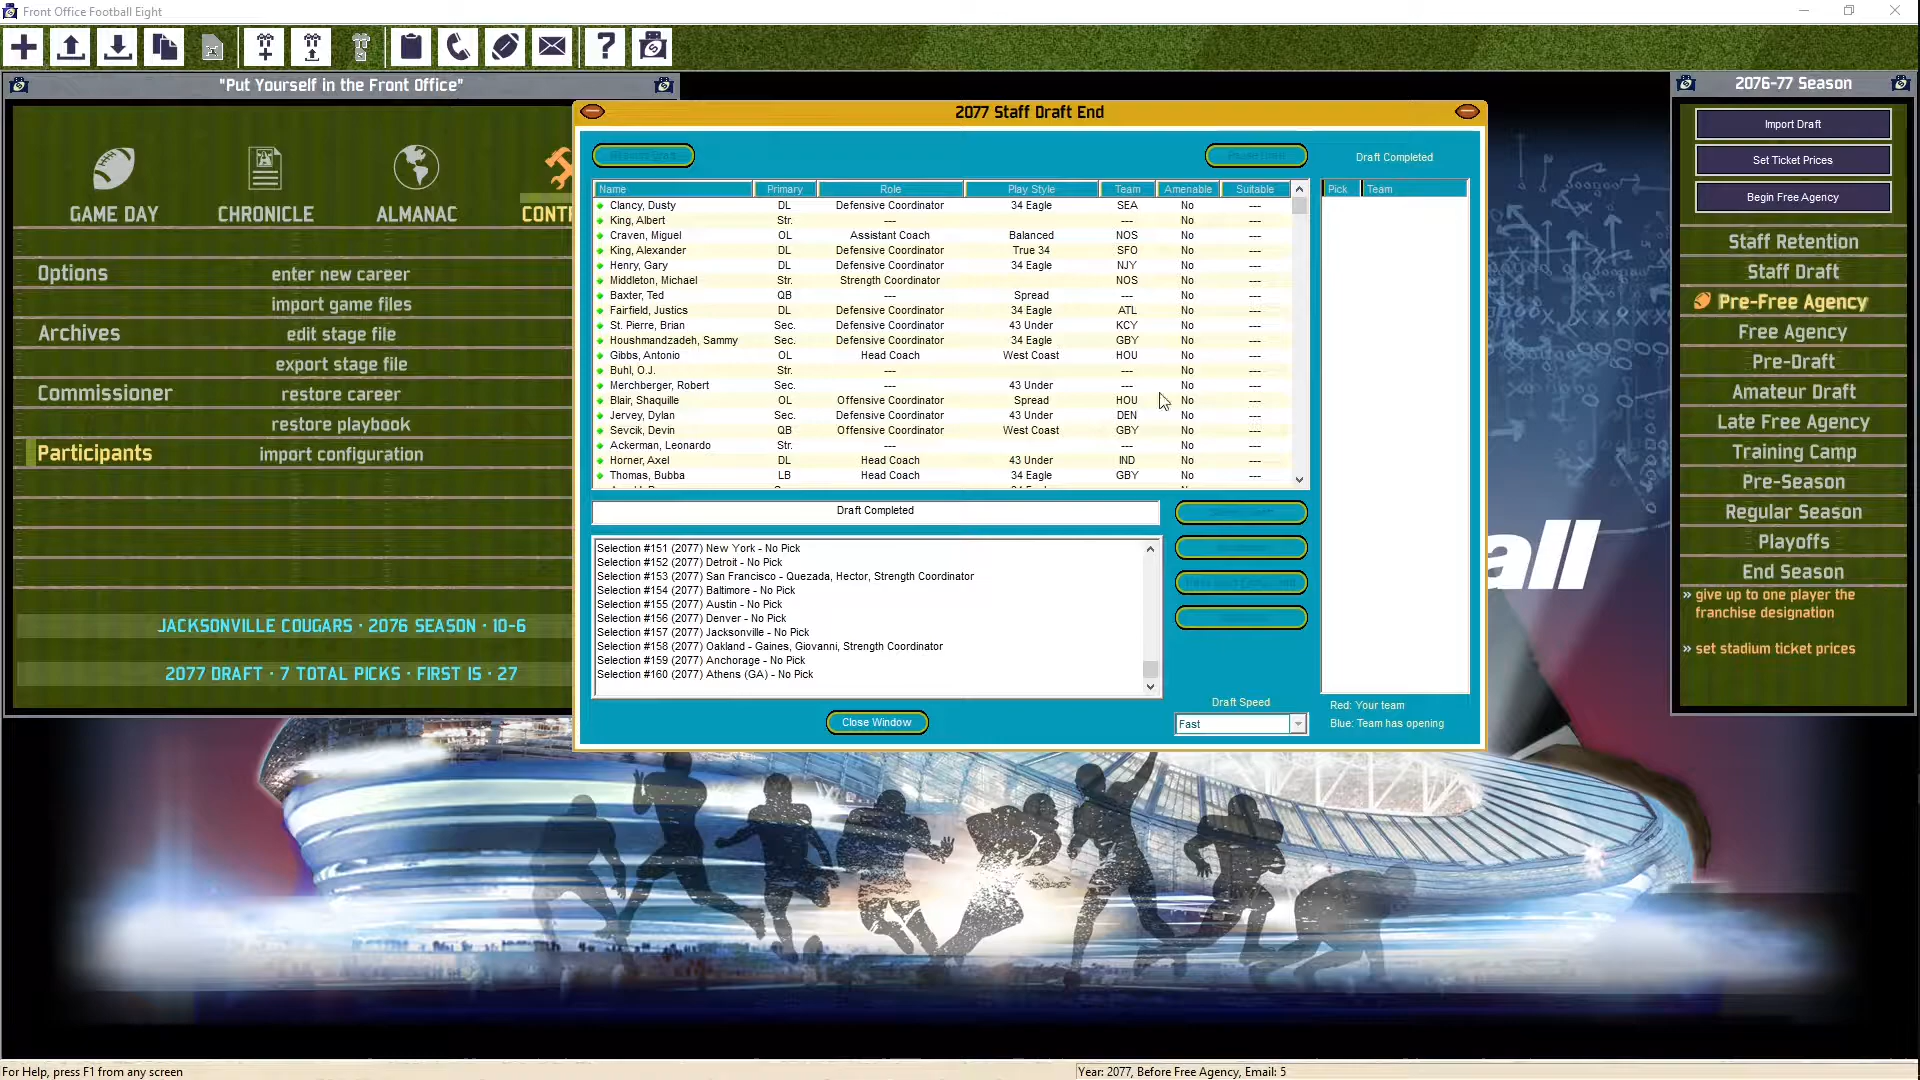 Front Office Football Eight
"Put Yourself in the Front Office"
GAME DAY
CHRONICLE
ALMANAC
CONT
Options
enter new career
import game files
Archives
edit stage file
export stage file
Commissioner
restore career
restore playbook
Participants
import configuration
JACKSONVILLE COUGARS · 2076 SEASON · 10-6
2077 DRAFT · 7 TOTAL PICKS · FIRST IS · 27
2077 Staff Draft End
Draft Completed
Name Primary Role Play Style Team Amenable Suitable
Clancy, Dusty DL Defensive Coordinator 34 Eagle SEA No ---
King, Albert Str. --- --- No ---
Craven, Miguel OL Assistant Coach Balanced NOS No ---
King, Alexander DL Defensive Coordinator True 34 SFO No ---
Henry, Gary DL Defensive Coordinator 34 Eagle NJY No ---
Middleton, Michael Str. Strength Coordinator NOS No ---
Baxter, Ted QB --- Spread --- No ---
Fairfield, Justics DL Defensive Coordinator 34 Eagle ATL No ---
St. Pierre, Brian Sec. Defensive Coordinator 43 Under KCY No ---
Houshmandzadeh, Sammy Sec. Defensive Coordinator 34 Eagle GBY No ---
Gibbs, Antonio OL Head Coach West Coast HOU No ---
Buhl, O.J. Str. --- --- No ---
Merchberger, Robert Sec. --- 43 Under --- No ---
Blair, Shaquille OL Offensive Coordinator Spread HOU No ---
Jervey, Dylan Sec. Defensive Coordinator 43 Under DEN No ---
Sevcik, Devin QB Offensive Coordinator West Coast GBY No ---
Ackerman, Leonardo Str. --- --- No ---
Horner, Axel DL Head Coach 43 Under IND No ---
Thomas, Bubba LB Head Coach 34 Eagle GBY No ---
Pick Team
Draft Completed
Selection #151 (2077) New York - No Pick
Selection #152 (2077) Detroit - No Pick
Selection #153 (2077) San Francisco - Quezada, Hector, Strength Coordinator
Selection #154 (2077) Baltimore - No Pick
Selection #155 (2077) Austin - No Pick
Selection #156 (2077) Denver - No Pick
Selection #157 (2077) Jacksonville - No Pick
Selection #158 (2077) Oakland - Gaines, Giovanni, Strength Coordinator
Selection #159 (2077) Anchorage - No Pick
Selection #160 (2077) Athens (GA) - No Pick
Close Window
Draft Speed
Fast
Red: Your team
Blue: Team has opening
all
2076-77 Season
Import Draft
Set Ticket Prices
Begin Free Agency
Staff Retention
Staff Draft
Pre-Free Agency
Free Agency
Pre-Draft
Amateur Draft
Late Free Agency
Training Camp
Pre-Season
Regular Season
Playoffs
End Season
» give up to one player the
franchise designation
» set stadium ticket prices
For Help, press F1 from any screen
Year: 2077, Before Free Agency, Email: 5